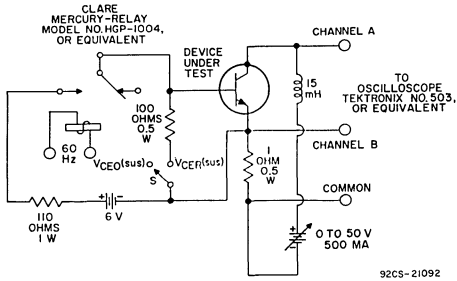 CLARE
MERCURY-RELAY
MODEL NO. HGP-1004,
OR EQUIVALENT
DEVICE
UNDER
TEST
CHANNEL A
15
mH
TO
OSCILLOSCOPE
TEKTRONIX NO. 503,
OR EQUIVALENT
100
OHMS
0.5
W
60
Hz
VCEO(sus)
VCER(sus)
S
1
OHM
0.5
W
CHANNEL B
COMMON
110
OHMS
1 W
+ -
6 V
+
-
0 TO 50 V
500 MA
92CS-21092